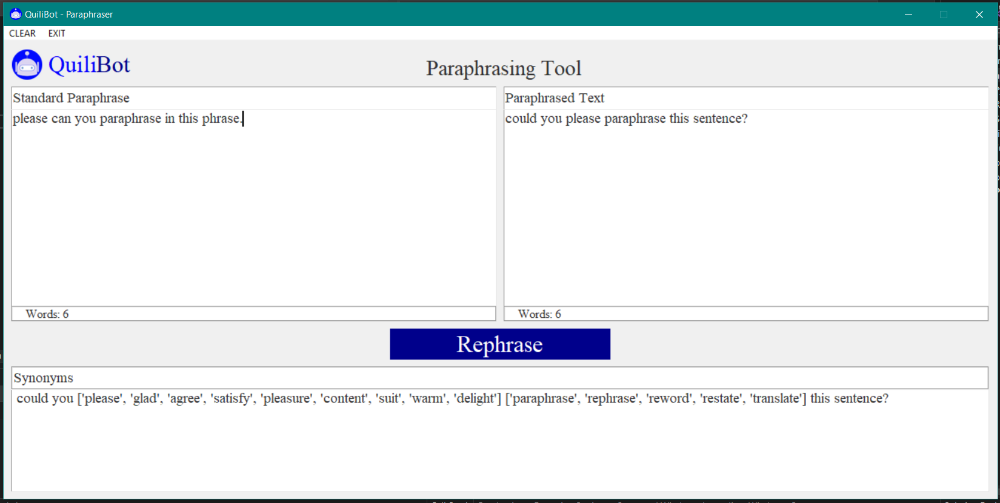 QuiliBot - Paraphraser
CLEAR EXIT
QuiliBot
Paraphrasing Tool
Standard Paraphrase
please can you paraphrase in this phrase.
Words: 6
Paraphrased Text
could you please paraphrase this sentence?
Words: 6
Rephrase
Synonyms
could you ['please', 'glad', 'agree', 'satisfy', 'pleasure', 'content', 'suit', 'warm', 'delight'] ['paraphrase', 'rephrase', 'reword', 'restate', 'translate'] this sentence?